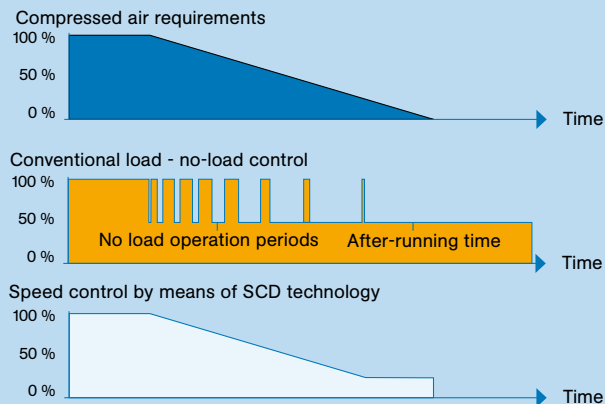 Compressed air requirements
100 %
50 %
0 %
Time
Conventional load - no-load control
100 %
50 %
No load operation periods After-running time
0 %
Time
Speed control by means of SCD technology
100 %
50 %
0 %
Time